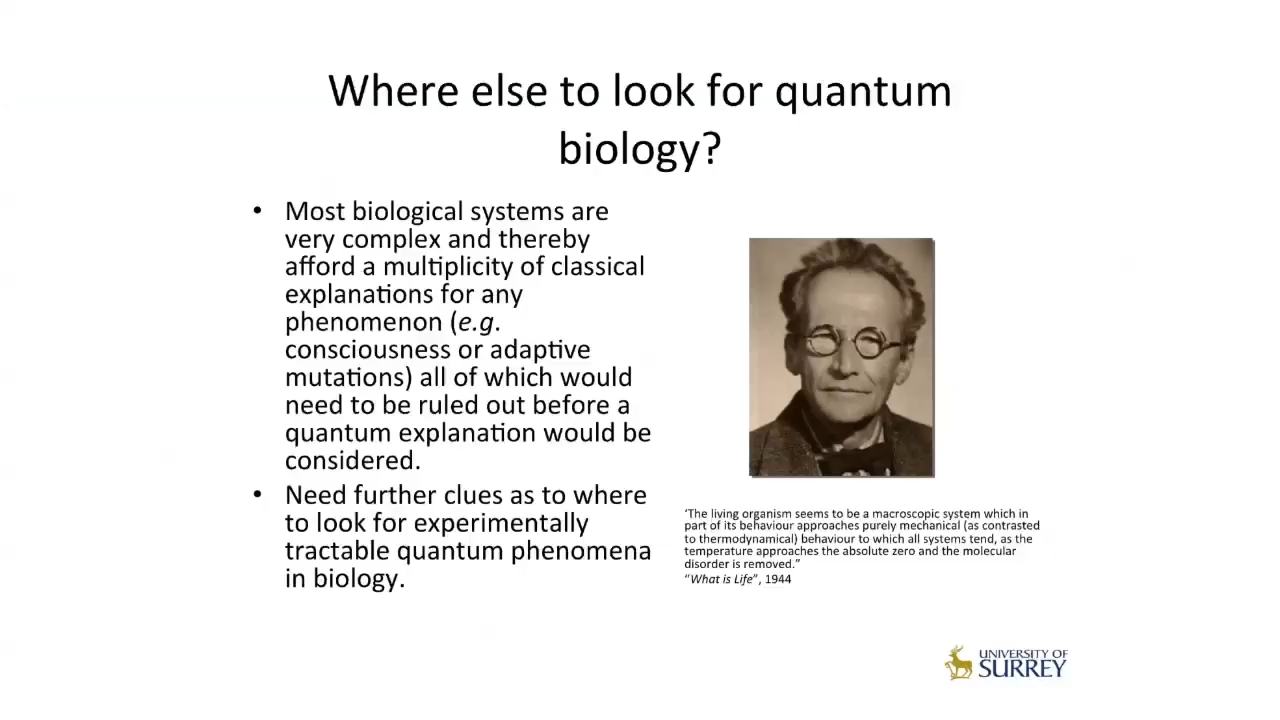 Where else to look for quantum
biology?
• Most biological systems are
very complex and thereby
afford a multiplicity of classical
explanations for any
phenomenon (e.g.
consciousness or adaptive
mutations) all of which would
need to be ruled out before a
quantum explanation would be
considered.
• Need further clues as to where
to look for experimentally
tractable quantum phenomena
in biology.
‘The living organism seems to be a macroscopic system which in
part of its behaviour approaches purely mechanical (as contrasted
to thermodynamical) behaviour to which all systems tend, as the
temperature approaches the absolute zero and the molecular
disorder is removed.”
“What is Life”, 1944
UNIVERSITY OF
SURREY